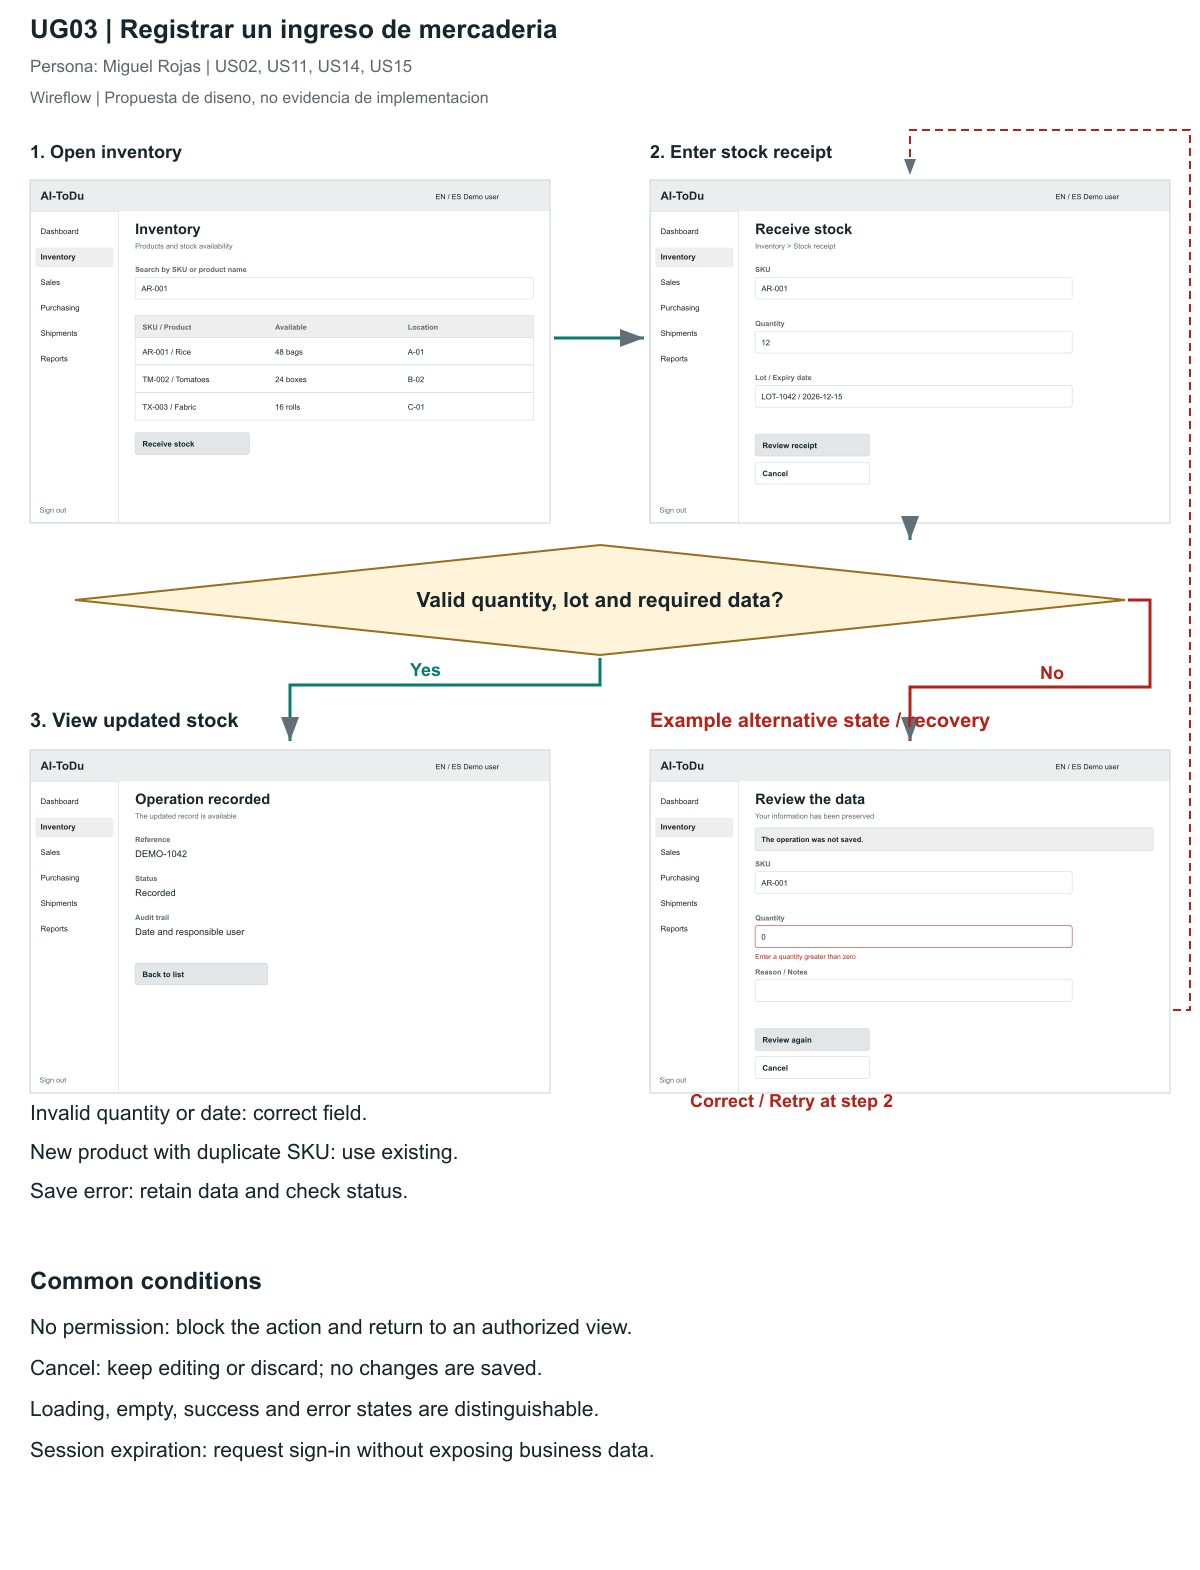 UG03 | Registrar un ingreso de mercaderia
Persona: Miguel Rojas | US02, US11, US14, US15
Wireflow | Propuesta de diseno, no evidencia de implementacion
1. Open inventory
AI-ToDu
EN / ES Demo user
Dashboard
Inventory
Sales
Purchasing
Shipments
Reports
Sign out
Inventory
Products and stock availability
Search by SKU or product name
AR-001
SKU / Product Available Location
AR-001 / Rice 48 bags A-01
TM-002 / Tomatoes 24 boxes B-02
TX-003 / Fabric 16 rolls C-01
Receive stock
2. Enter stock receipt
AI-ToDu
EN / ES Demo user
Dashboard
Inventory
Sales
Purchasing
Shipments
Reports
Sign out
Receive stock
Inventory > Stock receipt
SKU
AR-001
Quantity
12
Lot / Expiry date
LOT-1042 / 2026-12-15
Review receipt
Cancel
Valid quantity, lot and required data?
Yes
No
3. View updated stock
AI-ToDu
EN / ES Demo user
Dashboard
Inventory
Sales
Purchasing
Shipments
Reports
Sign out
Operation recorded
The updated record is available
Reference
DEMO-1042
Status
Recorded
Audit trail
Date and responsible user
Back to list
Example alternative state / recovery
AI-ToDu
EN / ES Demo user
Dashboard
Inventory
Sales
Purchasing
Shipments
Reports
Sign out
Review the data
Your information has been preserved
The operation was not saved.
SKU
AR-001
Quantity
0
Enter a quantity greater than zero
Reason / Notes
Review again
Cancel
Correct / Retry at step 2
Invalid quantity or date: correct field.
New product with duplicate SKU: use existing.
Save error: retain data and check status.
Common conditions
No permission: block the action and return to an authorized view.
Cancel: keep editing or discard; no changes are saved.
Loading, empty, success and error states are distinguishable.
Session expiration: request sign-in without exposing business data.